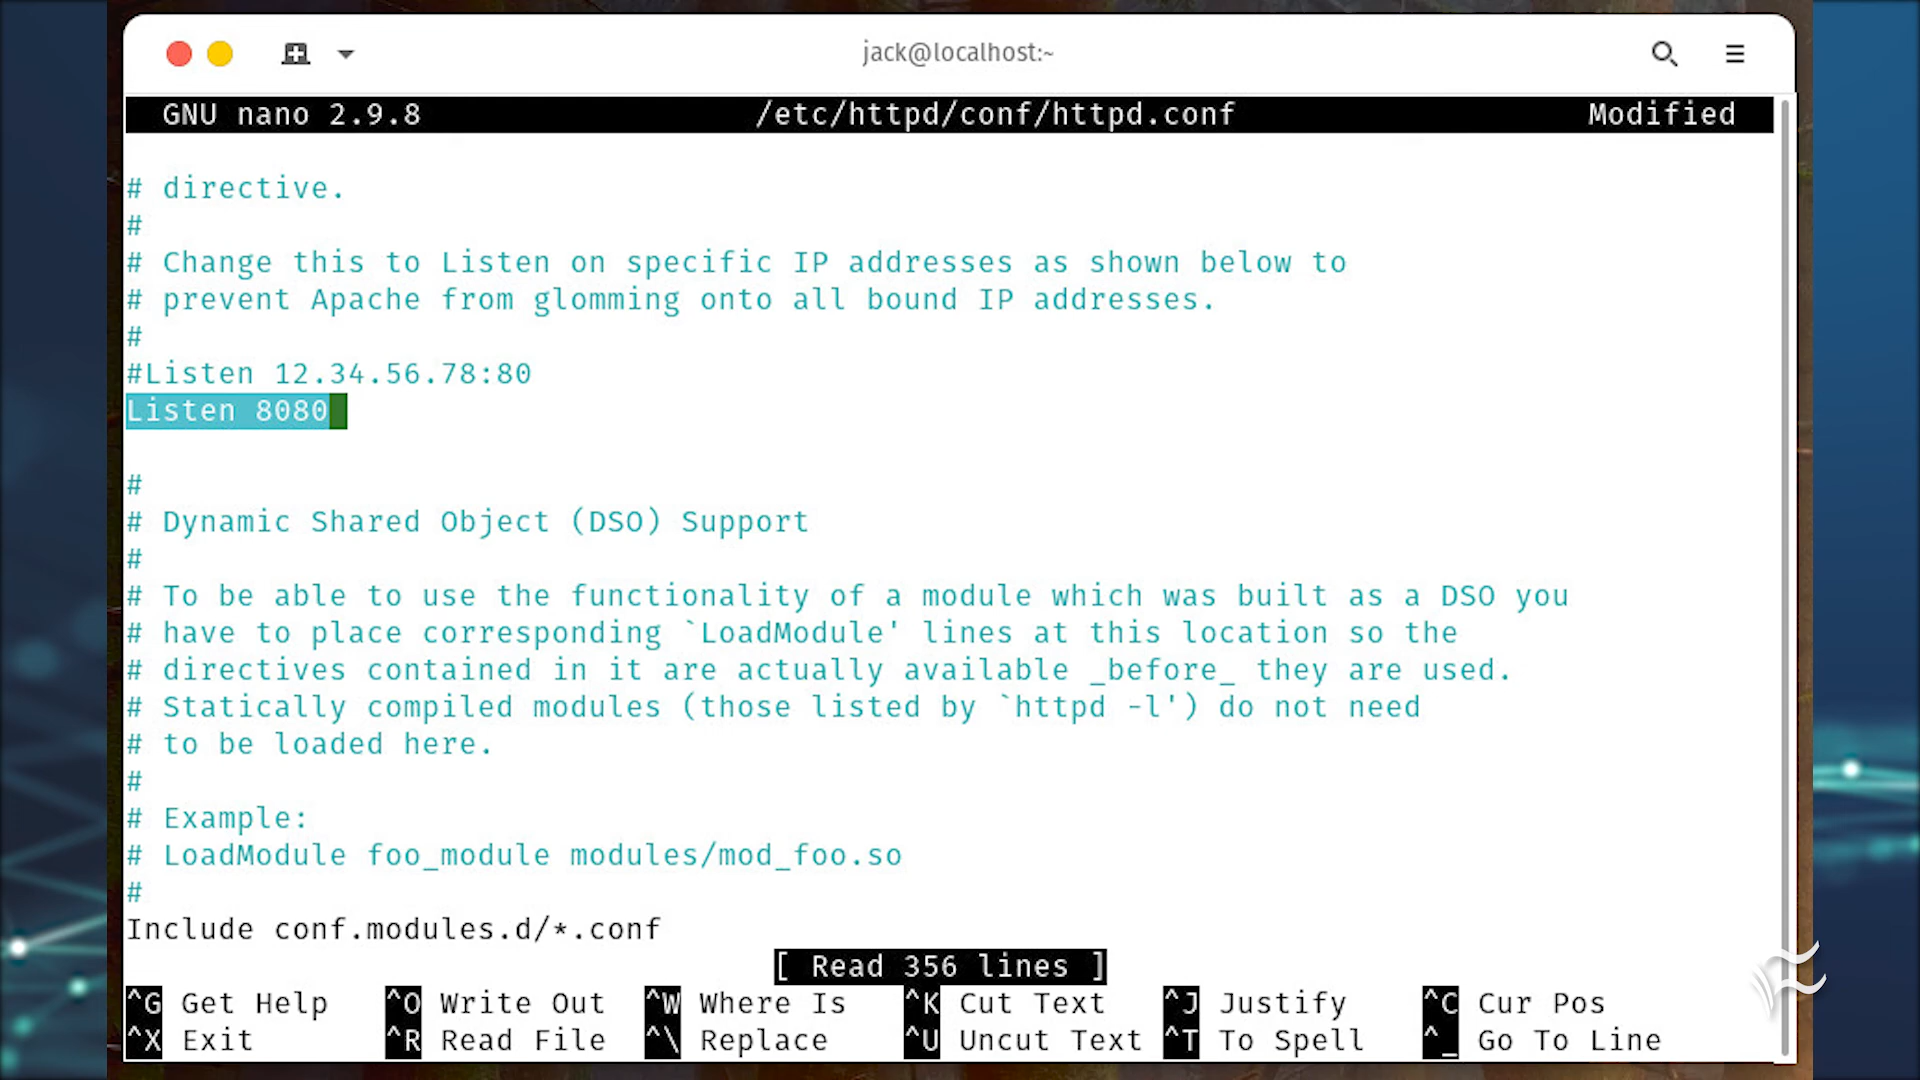 jack@localhost:~
GNU nano 2.9.8 /etc/httpd/conf/httpd.conf Modified
# directive.
#
# Change this to Listen on specific IP addresses as shown below to
# prevent Apache from glomming onto all bound IP addresses.
#
#Listen 12.34.56.78:80
Listen 8080
#
# Dynamic Shared Object (DSO) Support
#
# To be able to use the functionality of a module which was built as a DSO you
# have to place corresponding `LoadModule' lines at this location so the
# directives contained in it are actually available _before_ they are used.
# Statically compiled modules (those listed by `httpd -l') do not need
# to be loaded here.
#
# Example:
# LoadModule foo_module modules/mod_foo.so
#
Include conf.modules.d/*.conf
[ Read 356 lines ]
^G Get Help ^O Write Out ^W Where Is ^K Cut Text ^J Justify ^C Cur Pos
^X Exit ^R Read File ^\ Replace ^U Uncut Text ^T To Spell ^_ Go To Line